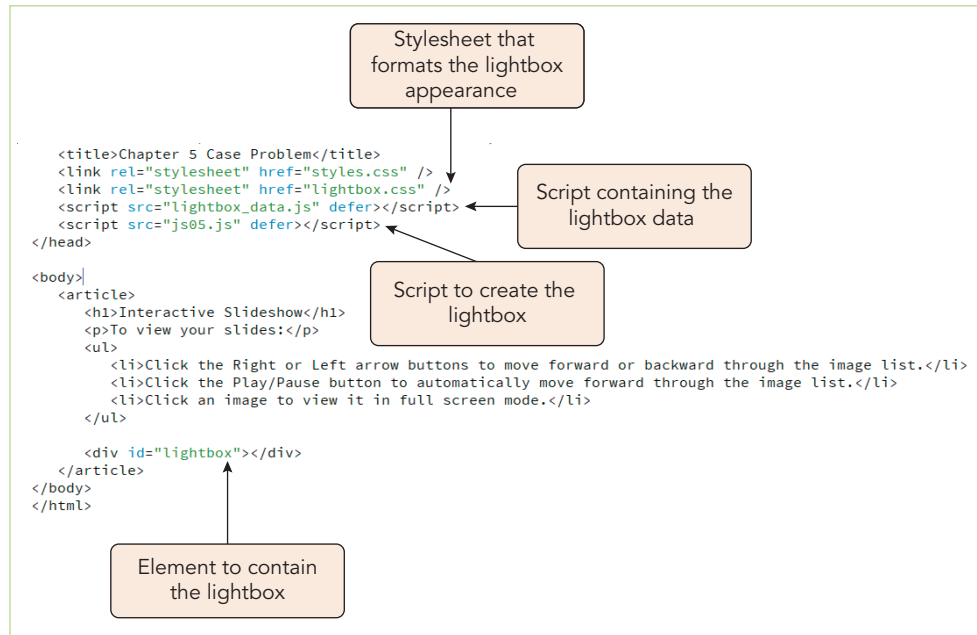 Stylesheet that
formats the lightbox
appearance
<title>Chapter 5 Case Problem</title>
<link rel="stylesheet" href="styles.css" />
<link rel="stylesheet" href="lightbox.css" />
<script src="lightbox_data.js" defer></script>
<script src="js05.js" defer></script>
</head>
Script containing the
lightbox data
Script to create the
lightbox
<body>
<article>
<h1>Interactive Slideshow</h1>
<p>To view your slides:</p>
<ul>
<li>Click the Right or Left arrow buttons to move forward or backward through the image list.</li>
<li>Click the Play/Pause button to automatically move forward through the image list.</li>
<li>Click an image to view it in full screen mode.</li>
</ul>
<div id="lightbox"></div>
</article>
</body>
</html>
Element to contain
the lightbox